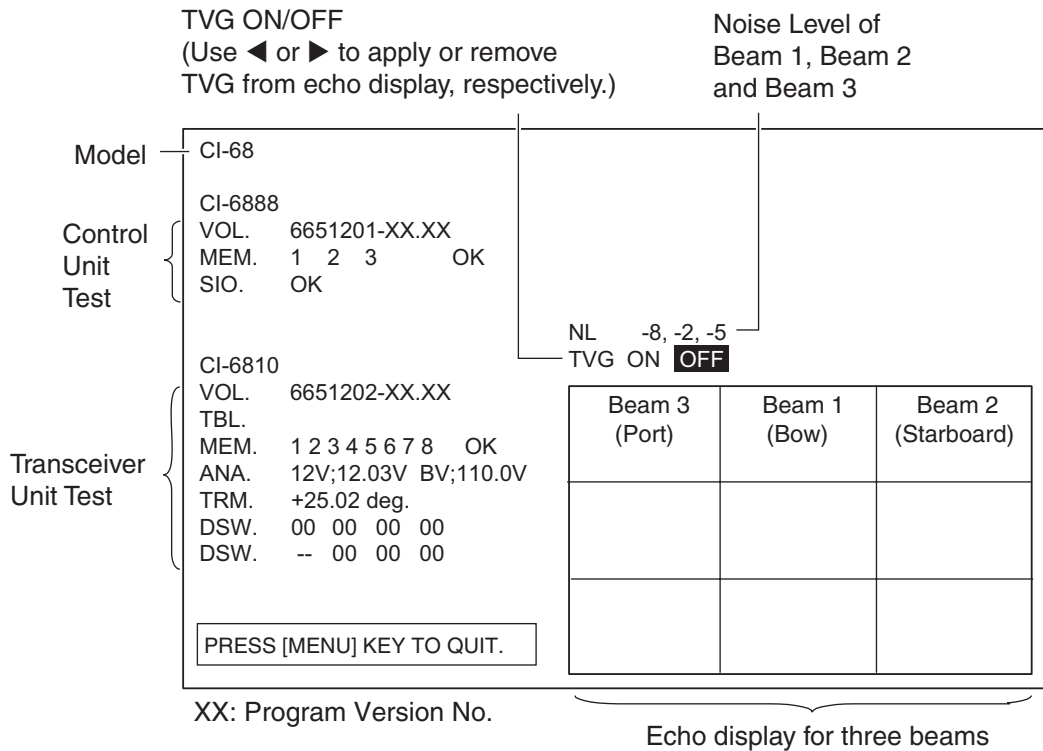 TVG ON/OFF
(Use ◀ or ▶ to apply or remove
TVG from echo display, respectively.)
Noise Level of
Beam 1, Beam 2
and Beam 3
Model
CI-68
Control
Unit
Test
CI-6888
VOL. 6651201-XX.XX
MEM. 1 2 3 OK
SIO. OK
NL -8, -2, -5
TVG ON OFF
Transceiver
Unit Test
CI-6810
VOL. 6651202-XX.XX
TBL.
MEM. 1 2 3 4 5 6 7 8 OK
ANA. 12V;12.03V BV;110.0V
TRM. +25.02 deg.
DSW. 00 00 00 00
DSW. -- 00 00 00
Beam 3
(Port)
Beam 1
(Bow)
Beam 2
(Starboard)
PRESS [MENU] KEY TO QUIT.
XX: Program Version No.
Echo display for three beams